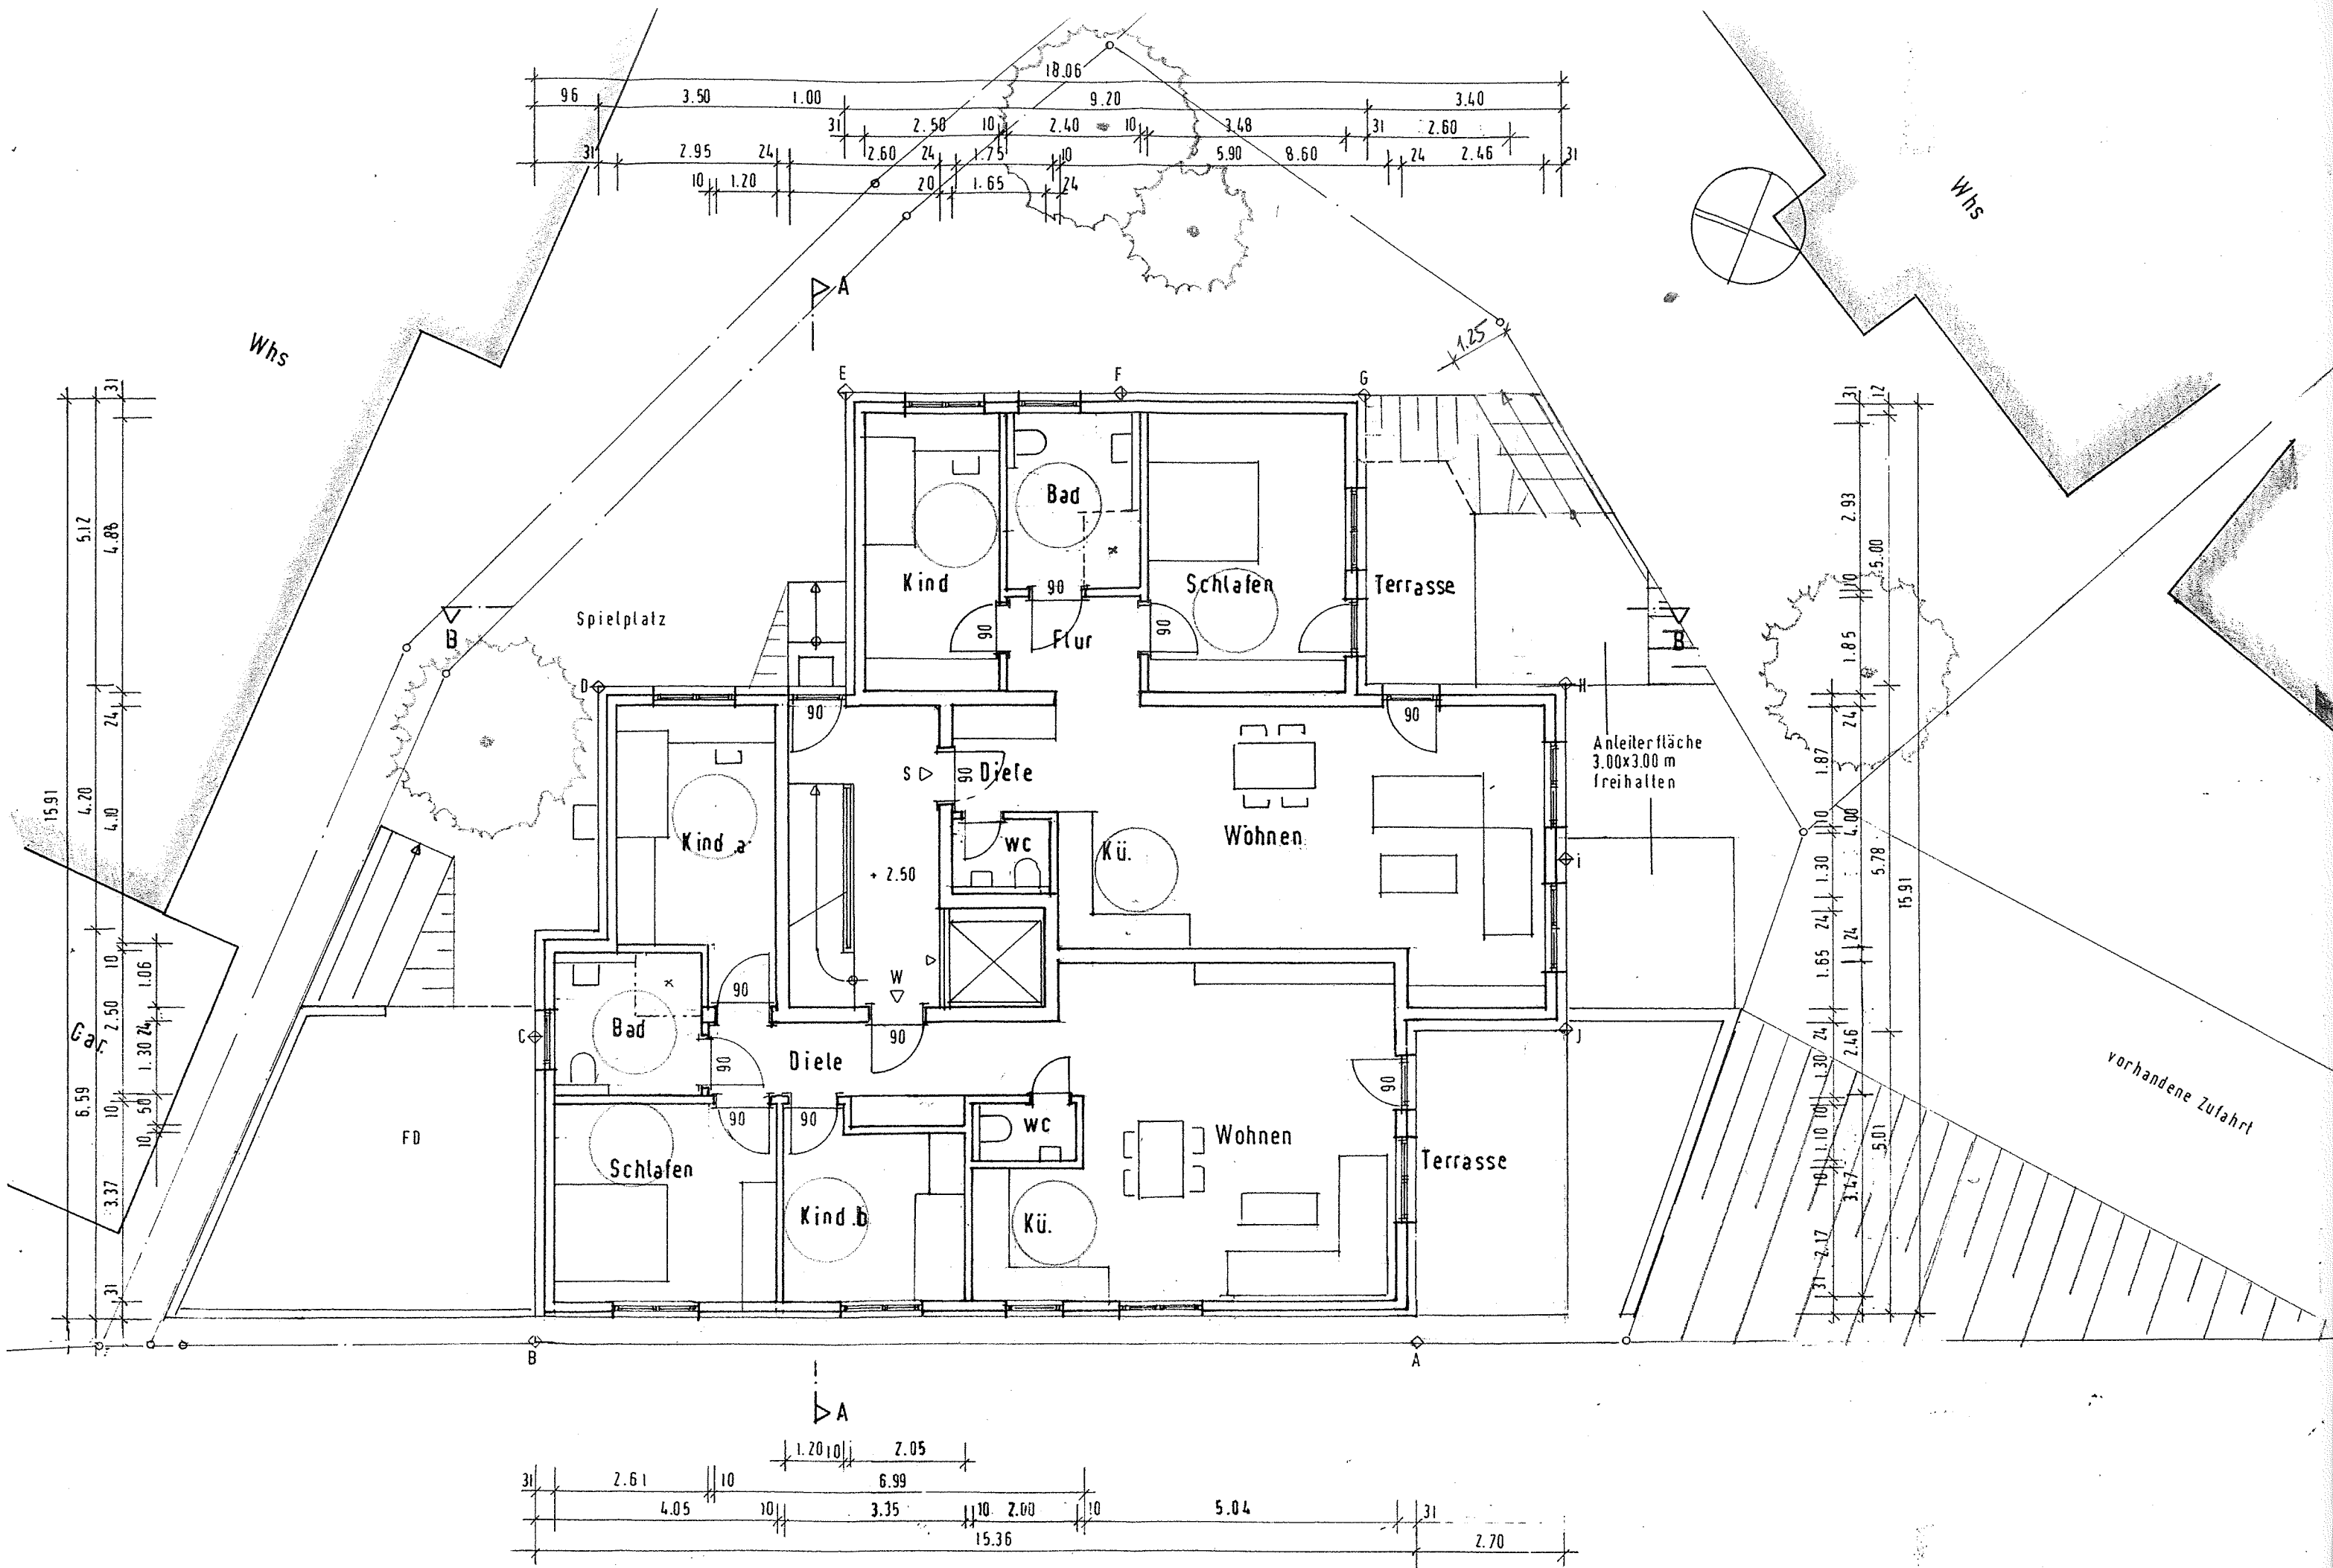 18.06
96 3.50 1.00 9.20 3.40
31 2.50 10 2.40 10 3.48 31 2.60
31 2.95 24 2.60 24 1.75 10 5.90 8.60 24 2.46 31
10 1.20 20 1.65 24
Whs
Whs
A
1.25
E F G
31
5.12
4.86
15.91
4.20
24
4.10
10
1.06
2.50
24
1.30
6.59
10
50
10
3.37
31
31
12
2.93
5.00
10
1.85
24
1.87
10
4.00
1.30
5.78
15.91
24
24
1.65
24
2.46
1.30
10
1.10
5.01
10
3.47
2.17
31
Bad
Kind
90
Schlafen
Terrasse
Spielplatz
B
90
Flur
90
B
D
H
90
90
Anleiterfläche
3.00x3.00 m
freihalten
S
90
Diele
Kind a
WC
Kü.
Wohnen
+ 2.50
i
W
90
Bad
C
J
90
Diele
90
90
Gar.
vorhandene Zufahrt
FD
90
90
WC
Wohnen
Schlafen
Terrasse
Kind b
Kü.
B
A
A
1.20 10 2.05
31 2.61 10 6.99
4.05 10 3.35 10 2.00 10 5.04 31
15.36 2.70